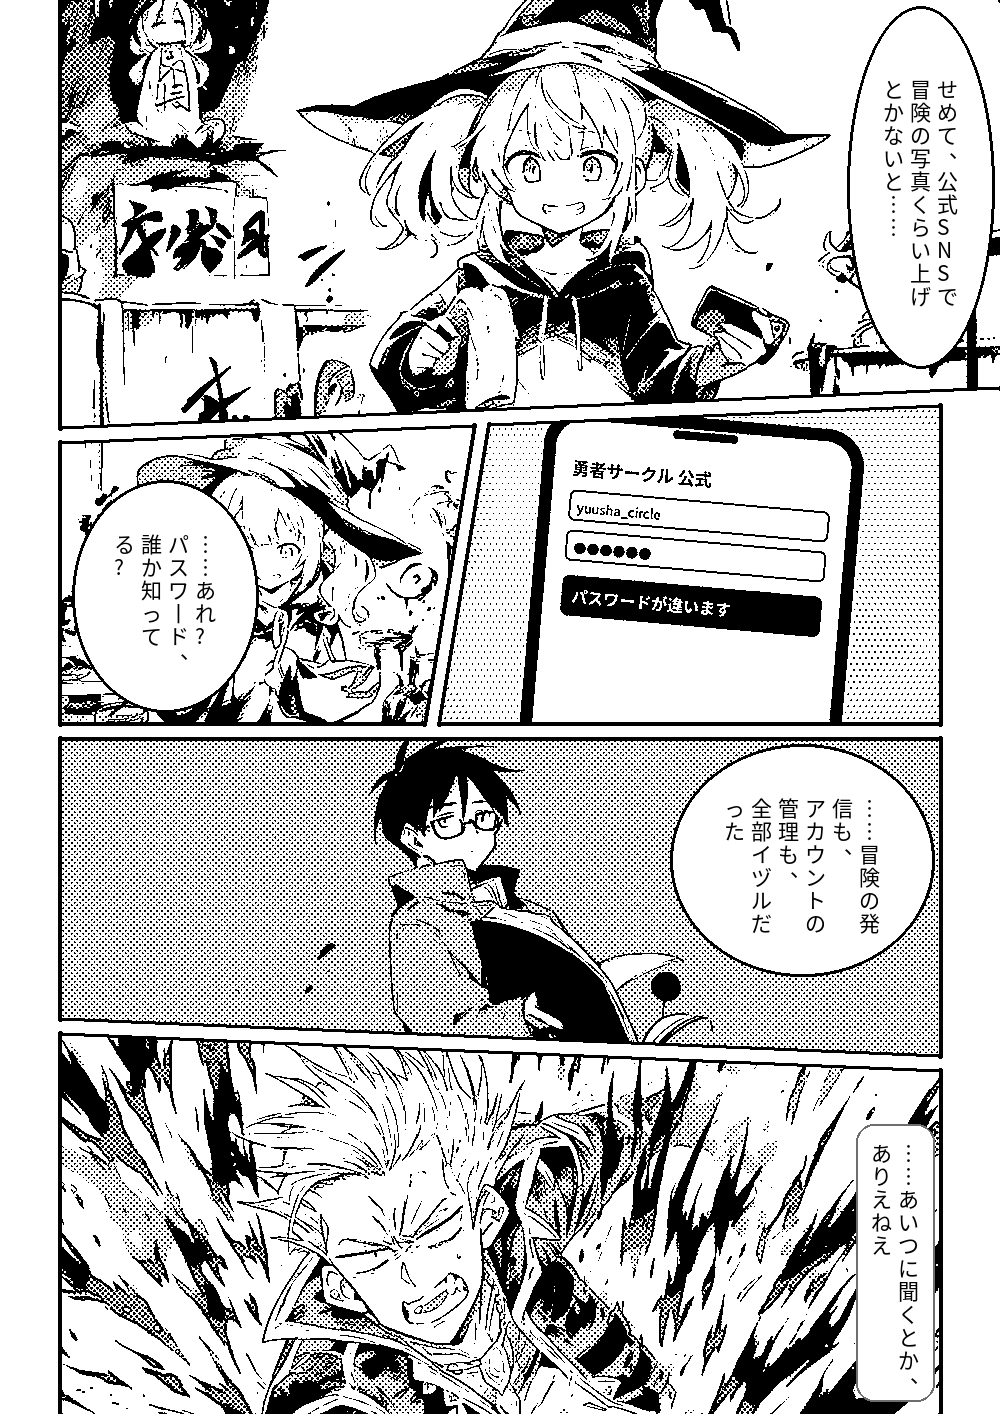 せめて、公式SNSで
冒険の写真くらい上げ
とかないと……
勇者サークル 公式
yuusha_circle
●●●●●●
パスワードが違います
……あれ?
パスワード、
誰か知って
る?
……冒険の発
信も、
アカウントの
管理も、
全部イヅルだ
った
……あいつに聞くとか、
ありえねえ